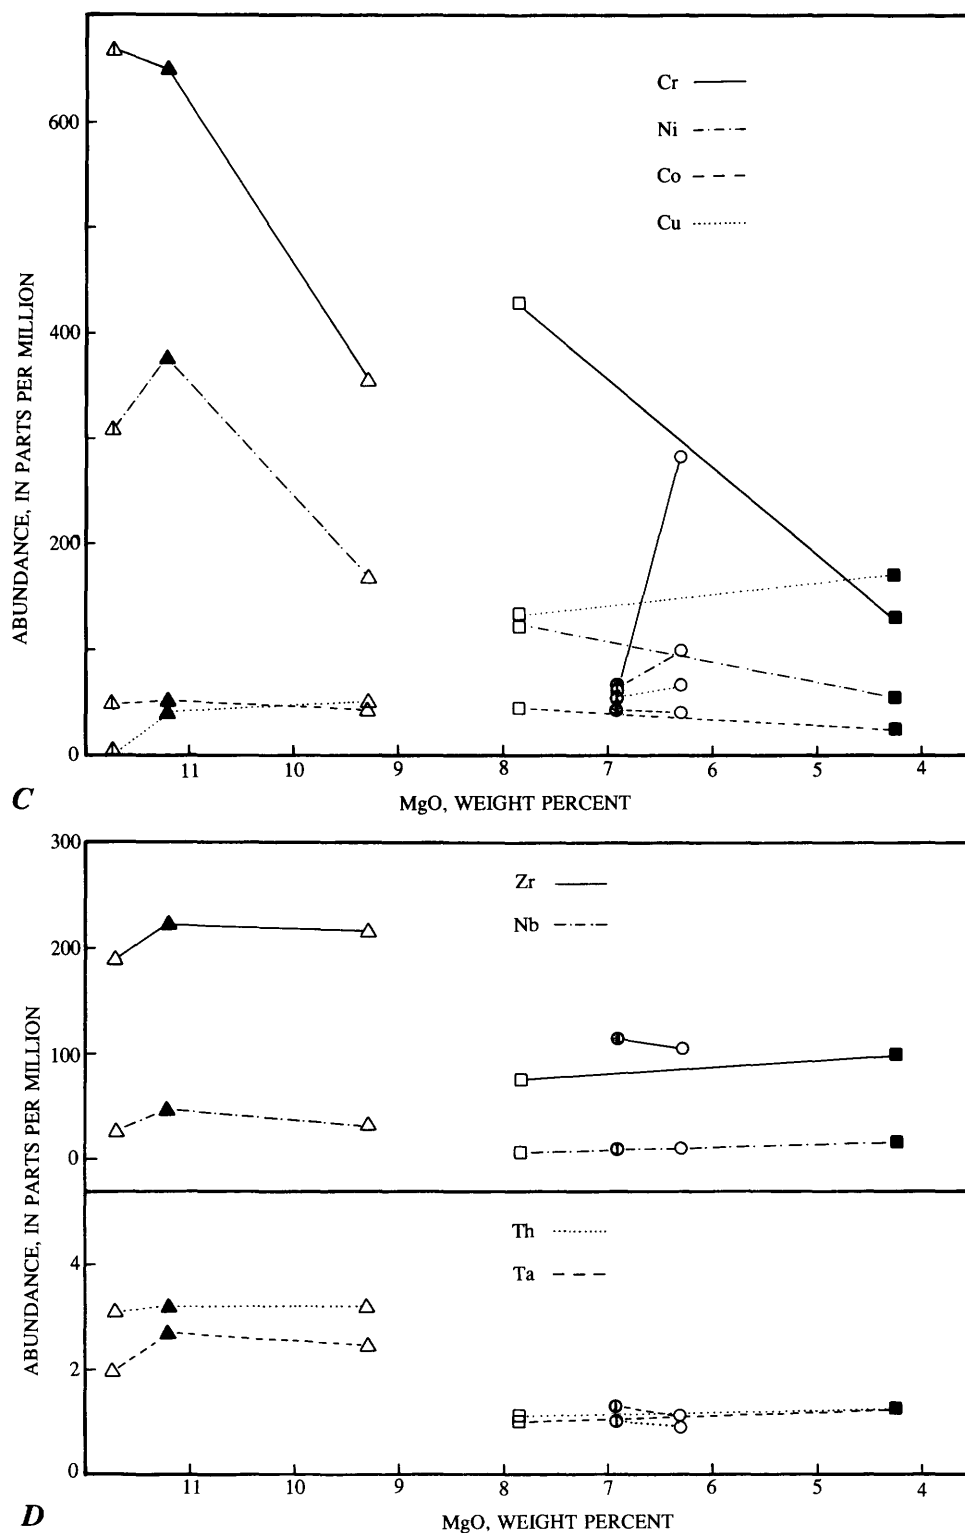 Cr
Ni
Co
Cu
600
400
200
0
ABUNDANCE, IN PARTS PER MILLION
11 10 9 8 7 6 5 4
C MgO, WEIGHT PERCENT
300
200
100
0
Zr
Nb
Th
Ta
4
2
0
ABUNDANCE, IN PARTS PER MILLION
11 10 9 8 7 6 5 4
D MgO, WEIGHT PERCENT